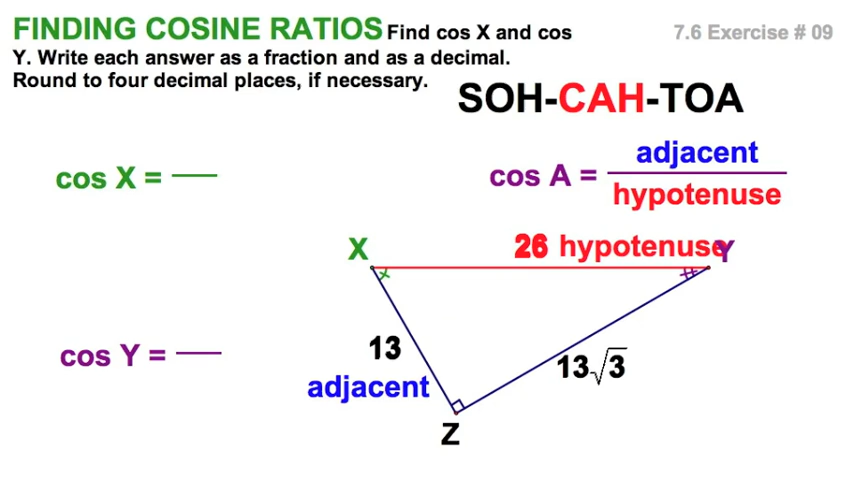 FINDING COSINE RATIOS Find cos X and cos
7.6 Exercise # 09
Y. Write each answer as a fraction and as a decimal.
Round to four decimal places, if necessary.
SOH-CAH-TOA
cos X =
cos A = adjacent
hypotenuse
X
26 hypotenuse
Y
cos Y =
13
adjacent
13√3
Z